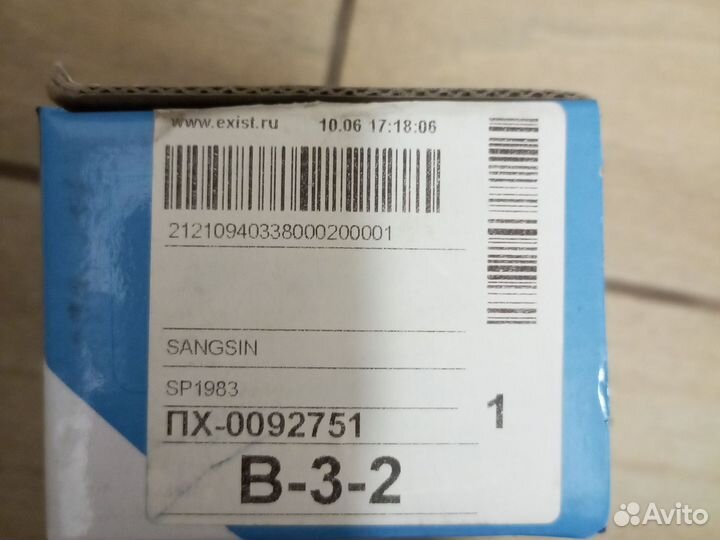 www.exist.ru 10.06 17:18:06
21210940338000200001
SANGSIN
SP1983
ПХ-0092751
1
В-3-2
Avito